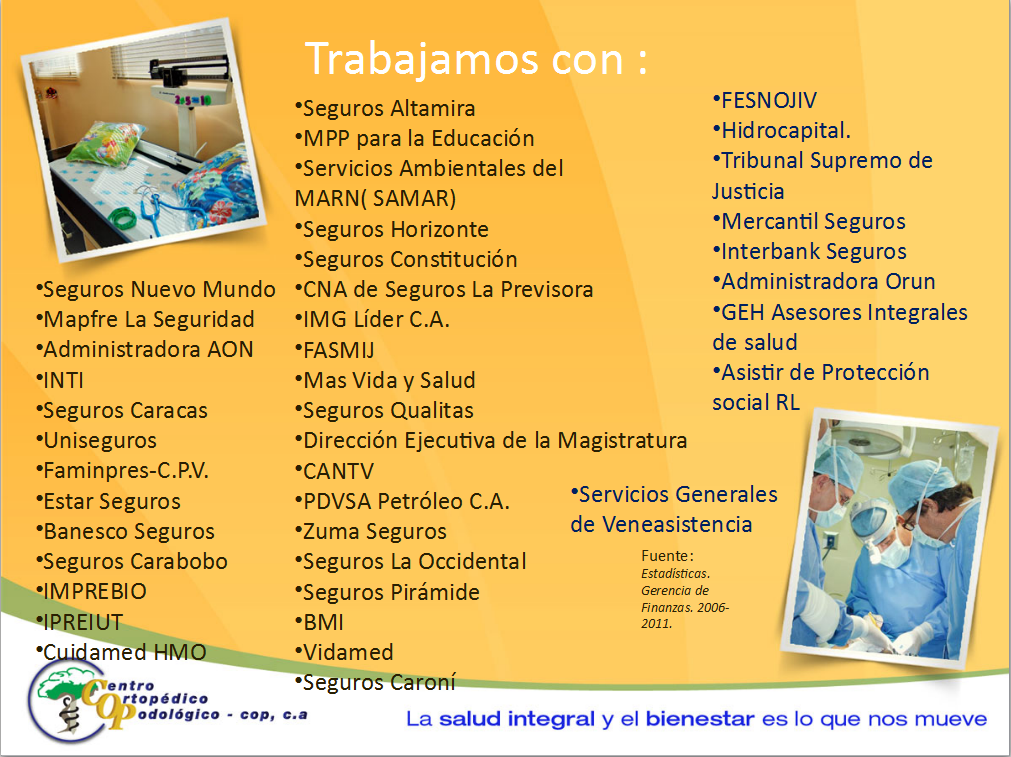 Trabajamos con :
•Seguros Nuevo Mundo
•Mapfre La Seguridad
•Administradora AON
•INTI
•Seguros Caracas
•Uniseguros
•Faminpres-C.P.V.
•Estar Seguros
•Banesco Seguros
•Seguros Carabobo
•IMPREBIO
•IPREIUT
•Cuidamed HMO
•Seguros Altamira
•MPP para la Educación
•Servicios Ambientales del
MARN( SAMAR)
•Seguros Horizonte
•Seguros Constitución
•CNA de Seguros La Previsora
•IMG Líder C.A.
•FASMIJ
•Mas Vida y Salud
•Seguros Qualitas
•Dirección Ejecutiva de la Magistratura
•CANTV
•PDVSA Petróleo C.A.
•Zuma Seguros
•Seguros La Occidental
•Seguros Pirámide
•BMI
•Vidamed
•Seguros Caroní
•FESNOJIV
•Hidrocapital.
•Tribunal Supremo de
Justicia
•Mercantil Seguros
•Interbank Seguros
•Administradora Orun
•GEH Asesores Integrales
de salud
•Asistir de Protección
social RL
•Servicios Generales
de Veneasistencia
Fuente:
Estadísticas.
Gerencia de
Finanzas. 2006-
2011.
Centro
Ortopédico
Podológico - cop, c.a
La salud integral y el bienestar es lo que nos mueve